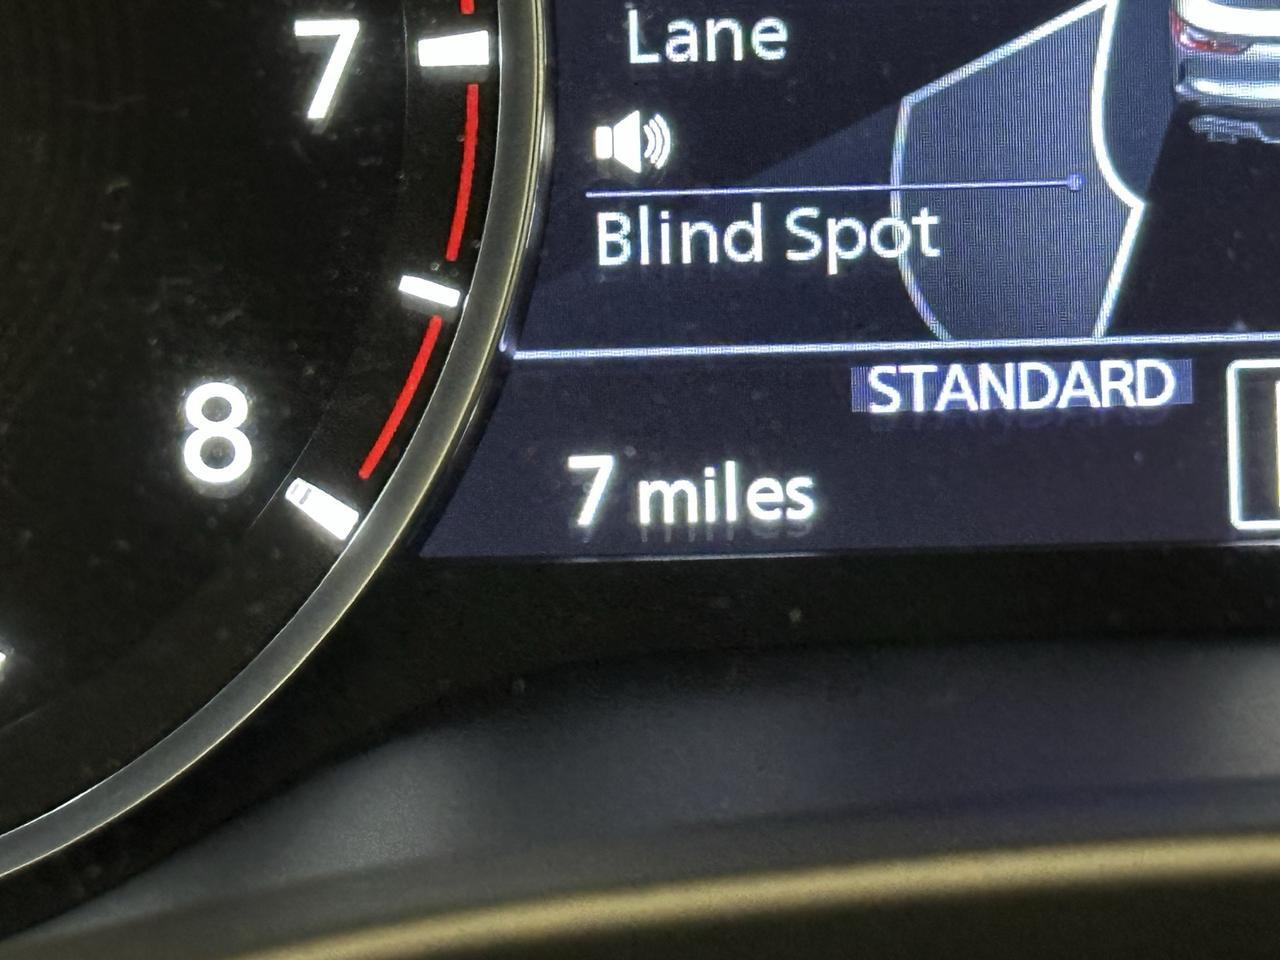 7
8
Lane
Blind Spot
STANDARD
7 miles